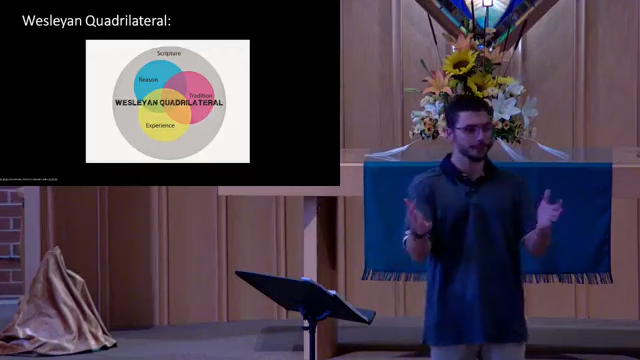 Wesleyan Quadrilateral:
Scripture
Reason
Tradition
WESLEYAN QUADRILATERAL
Experience